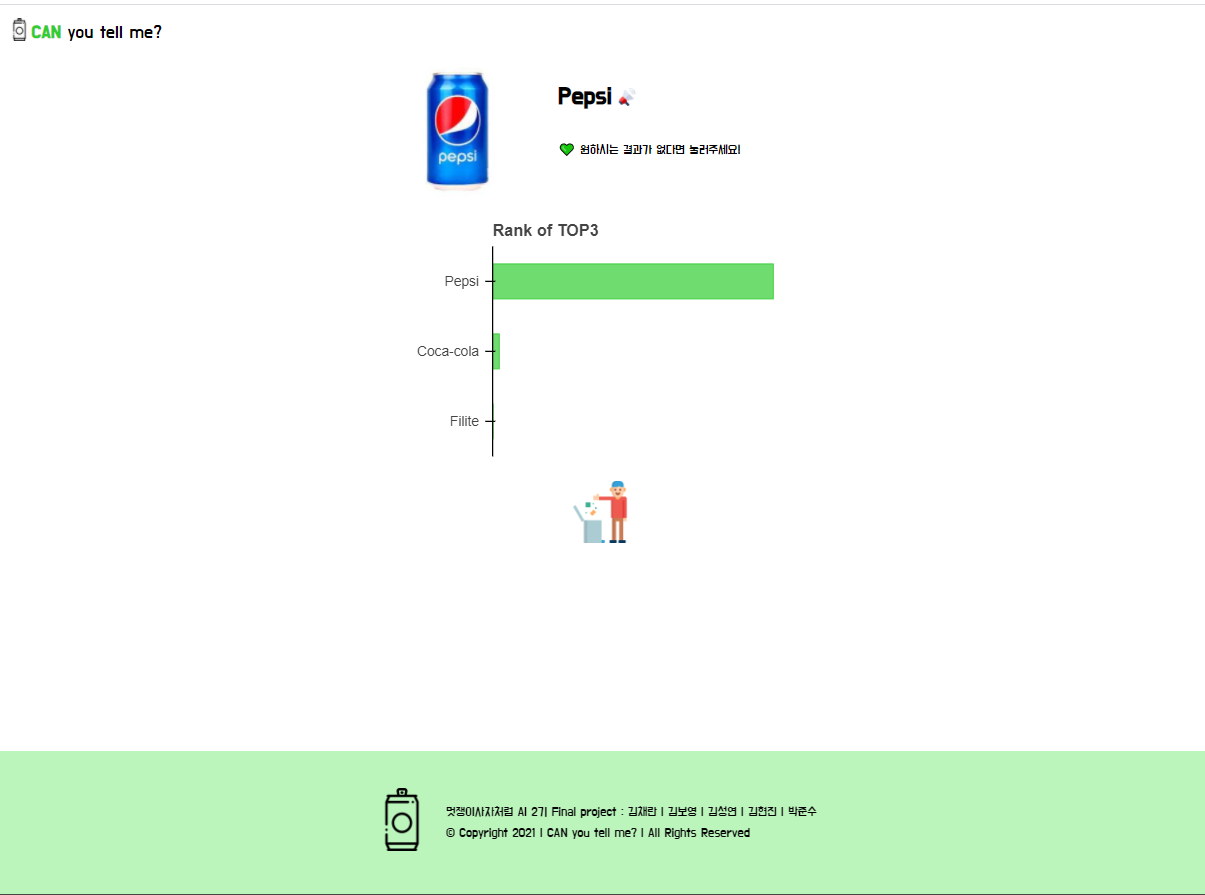 CAN you tell me?
pepsi
Pepsi
원하시는 결과가 없다면 눌러주세요!
Rank of TOP3
Pepsi
Coca-cola
Filite
멋쟁이사자처럼 AI 2기 Final project : 김채란 | 김보영 | 김성연 | 김현진 | 박준수
© Copyright 2021 | CAN you tell me? | All Rights Reserved